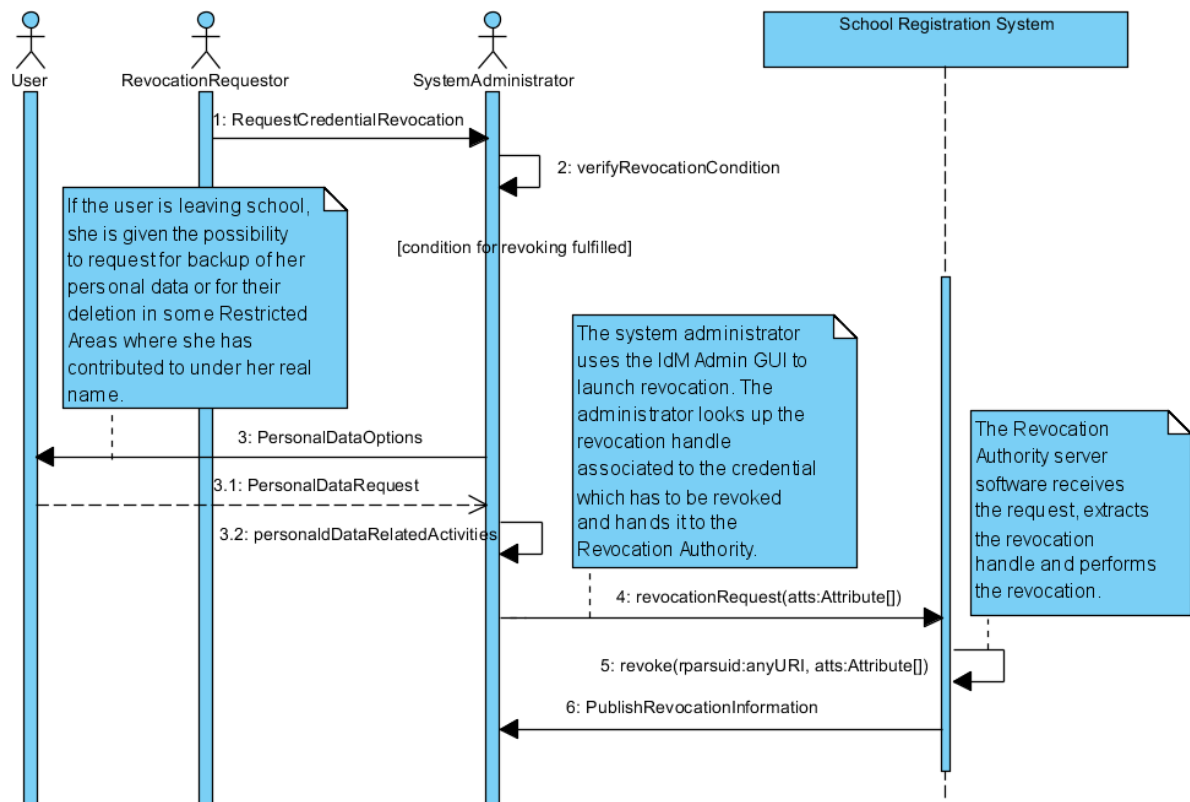 School Registration System
User
RevocationRequestor
SystemAdministrator
1: RequestCredentialRevocation
2: verifyRevocationCondition
If the user is leaving school,
she is given the possibility
to request for backup of her
personal data or for their
deletion in some Restricted
Areas where she has
contributed to under her real
name.
[condition for revoking fulfilled]
The system administrator
uses the IdM Admin GUI to
launch revocation. The
administrator looks up the
revocation handle
associated to the credential
which has to be revoked
and hands it to the
Revocation Authority.
The Revocation
Authority server
software receives
the request, extracts
the revocation
handle and performs
the revocation.
3: PersonalDataOptions
3.1: PersonalDataRequest
3.2: personaldDataRelatedActivities
4: revocationRequest(atts:Attribute[])
5: revoke(rparsuid:anyURI, atts:Attribute[])
6: PublishRevocationInformation